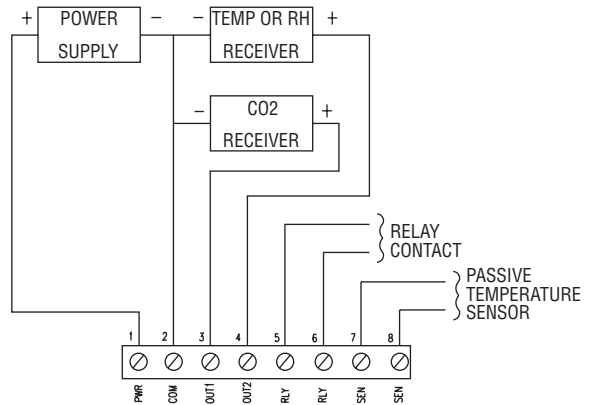 + POWER SUPPLY −
− TEMP OR RH RECEIVER +
− CO2 RECEIVER +
RELAY
CONTACT
PASSIVE
TEMPERATURE
SENSOR
1 2 3 4 5 6 7 8
PWR COM OUT1 OUT2 RLY RLY SEN SEN